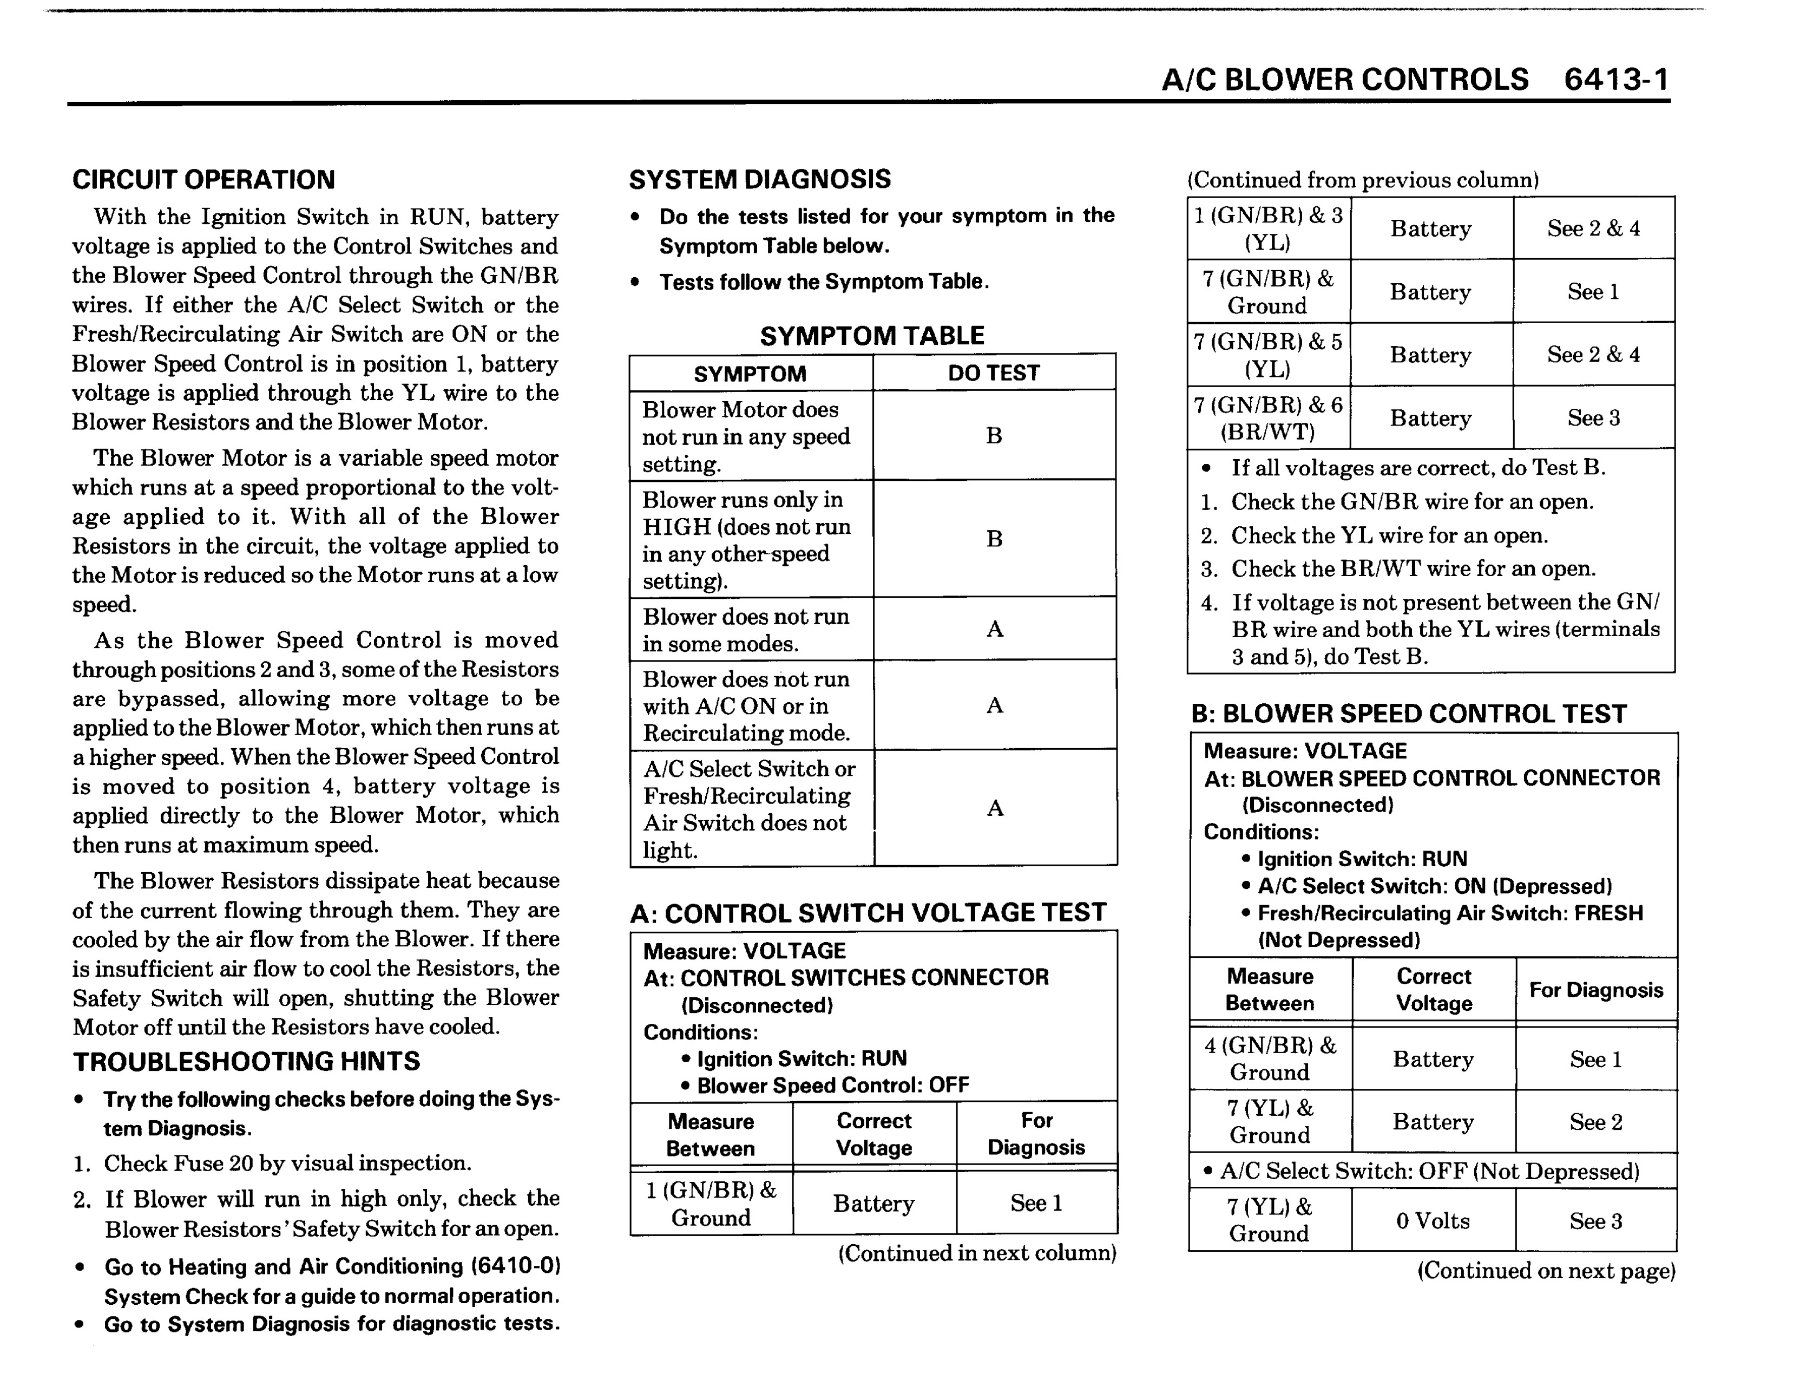 A/C BLOWER CONTROLS 6413-1
CIRCUIT OPERATION
With the Ignition Switch in RUN, battery
voltage is applied to the Control Switches and
the Blower Speed Control through the GN/BR
wires. If either the A/C Select Switch or the
Fresh/Recirculating Air Switch are ON or the
Blower Speed Control is in position 1, battery
voltage is applied through the YL wire to the
Blower Resistors and the Blower Motor.
The Blower Motor is a variable speed motor
which runs at a speed proportional to the volt-
age applied to it. With all of the Blower
Resistors in the circuit, the voltage applied to
the Motor is reduced so the Motor runs at a low
speed.
As the Blower Speed Control is moved
through positions 2 and 3, some of the Resistors
are bypassed, allowing more voltage to be
applied to the Blower Motor, which then runs at
a higher speed. When the Blower Speed Control
is moved to position 4, battery voltage is
applied directly to the Blower Motor, which
then runs at maximum speed.
The Blower Resistors dissipate heat because
of the current flowing through them. They are
cooled by the air flow from the Blower. If there
is insufficient air flow to cool the Resistors, the
Safety Switch will open, shutting the Blower
Motor off until the Resistors have cooled.
TROUBLESHOOTING HINTS
• Try the following checks before doing the Sys-
tem Diagnosis.
1. Check Fuse 20 by visual inspection.
2. If Blower will run in high only, check the
Blower Resistors' Safety Switch for an open.
• Go to Heating and Air Conditioning (6410-0)
System Check for a guide to normal operation.
• Go to System Diagnosis for diagnostic tests.
SYSTEM DIAGNOSIS
• Do the tests listed for your symptom in the
Symptom Table below.
• Tests follow the Symptom Table.
SYMPTOM TABLE
SYMPTOM DO TEST
Blower Motor does
not run in any speed
setting.
B
Blower runs only in
HIGH (does not run
in any other speed
setting).
B
Blower does not run
in some modes.
A
Blower does not run
with A/C ON or in
Recirculating mode.
A
A/C Select Switch or
Fresh/Recirculating
Air Switch does not
light.
A
A: CONTROL SWITCH VOLTAGE TEST
Measure: VOLTAGE
At: CONTROL SWITCHES CONNECTOR
(Disconnected)
Conditions:
• Ignition Switch: RUN
• Blower Speed Control: OFF
Measure Between
Correct Voltage
For Diagnosis
1 (GN/BR) &
Ground
Battery
See 1
(Continued in next column)
(Continued from previous column)
1 (GN/BR) & 3
(YL)
Battery
See 2 & 4
7 (GN/BR) &
Ground
Battery
See 1
7 (GN/BR) & 5
(YL)
Battery
See 2 & 4
7 (GN/BR) & 6
(BR/WT)
Battery
See 3
• If all voltages are correct, do Test B.
1. Check the GN/BR wire for an open.
2. Check the YL wire for an open.
3. Check the BR/WT wire for an open.
4. If voltage is not present between the GN/
BR wire and both the YL wires (terminals
3 and 5), do Test B.
B: BLOWER SPEED CONTROL TEST
Measure: VOLTAGE
At: BLOWER SPEED CONTROL CONNECTOR
(Disconnected)
Conditions:
• Ignition Switch: RUN
• A/C Select Switch: ON (Depressed)
• Fresh/Recirculating Air Switch: FRESH
(Not Depressed)
Measure Between
Correct Voltage
For Diagnosis
4 (GN/BR) &
Ground
Battery
See 1
7 (YL) &
Ground
Battery
See 2
• A/C Select Switch: OFF (Not Depressed)
7 (YL) &
Ground
0 Volts
See 3
(Continued on next page)